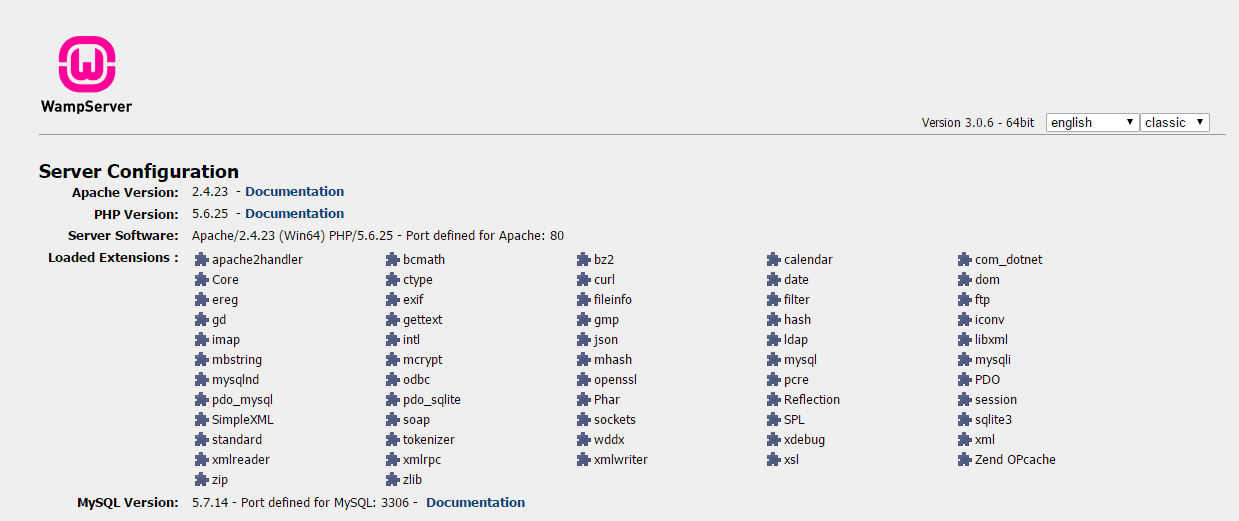 W
WampServer
Version 3.0.6 - 64bit english classic
Server Configuration
Apache Version: 2.4.23 - Documentation
PHP Version: 5.6.25 - Documentation
Server Software: Apache/2.4.23 (Win64) PHP/5.6.25 - Port defined for Apache: 80
Loaded Extensions : apache2handler bcmath bz2 calendar com_dotnet
Core ctype curl date dom
ereg exif fileinfo filter ftp
gd gettext gmp hash iconv
imap intl json ldap libxml
mbstring mcrypt mhash mysql mysqli
mysqlnd odbc openssl pcre PDO
pdo_mysql pdo_sqlite Phar Reflection session
SimpleXML soap sockets SPL sqlite3
standard tokenizer wddx xdebug xml
xmlreader xmlrpc xmlwriter xsl Zend OPcache
zip zlib
MySQL Version: 5.7.14 - Port defined for MySQL: 3306 - Documentation